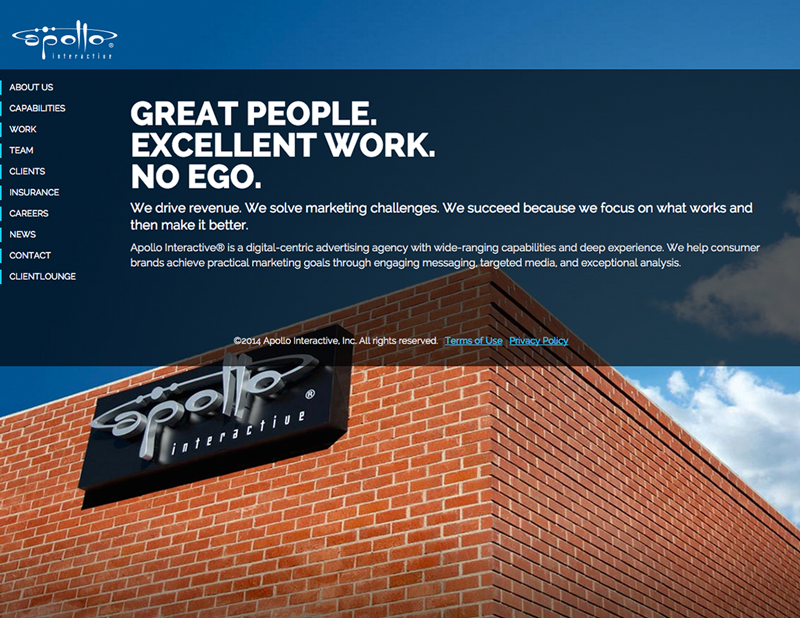 apollo®
interactive
ABOUT US
CAPABILITIES
WORK
TEAM
CLIENTS
INSURANCE
CAREERS
NEWS
CONTACT
CLIENTLOUNGE
GREAT PEOPLE.
EXCELLENT WORK.
NO EGO.
We drive revenue. We solve marketing challenges. We succeed because we focus on what works and
then make it better.
Apollo Interactive® is a digital-centric advertising agency with wide-ranging capabilities and deep experience. We help consumer
brands achieve practical marketing goals through engaging messaging, targeted media, and exceptional analysis.
©2014 Apollo Interactive, Inc. All rights reserved. Terms of Use Privacy Policy
apollo®
interactive